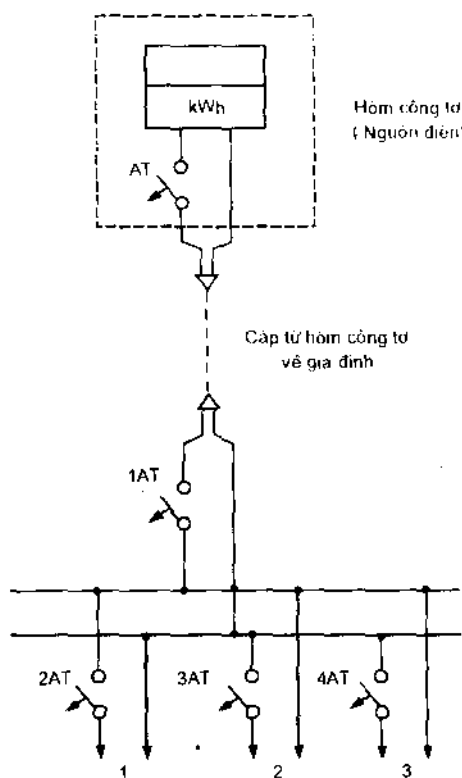 kWh
Hòm công tơ
( Nguồn điện)
AT
Cáp từ hòm công tơ
về gia đình
1AT
2AT
3AT
4AT
1
2
3